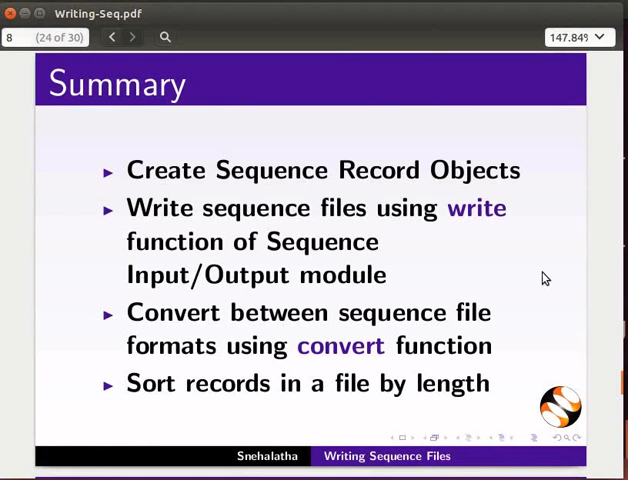 Writing-Seq.pdf
8 (24 of 30)
147.84%
Summary
Create Sequence Record Objects
Write sequence files using write
function of Sequence
Input/Output module
Convert between sequence file
formats using convert function
Sort records in a file by length
Snehalatha Writing Sequence Files